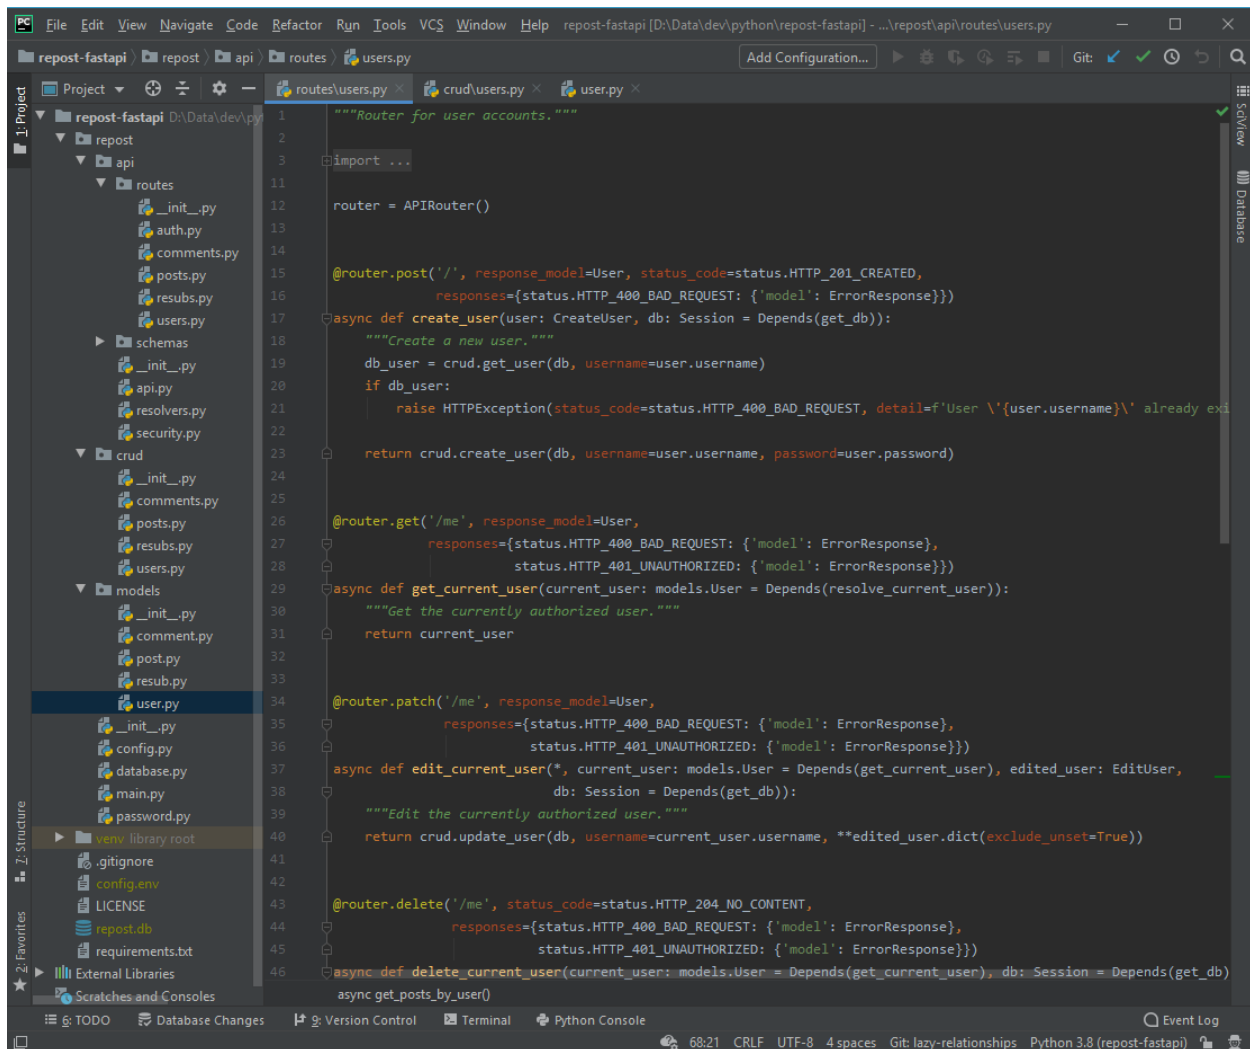 PC File Edit View Navigate Code Refactor Run Tools VCS Window Help repost-fastapi [D:\Data\dev\python\repost-fastapi] - ...\repost\api\routes\users.py
repost-fastapi repost api routes users.py Add Configuration... Git:
1: Project
Project
routes\users.py crud\users.py user.py
SciView
Database
repost-fastapi D:\Data\dev\py
repost
api
routes
__init__.py
auth.py
comments.py
posts.py
resubs.py
users.py
schemas
__init__.py
api.py
resolvers.py
security.py
crud
__init__.py
comments.py
posts.py
resubs.py
users.py
models
__init__.py
comment.py
post.py
resub.py
user.py
__init__.py
config.py
database.py
main.py
password.py
venv library root
.gitignore
config.env
LICENSE
repost.db
requirements.txt
External Libraries
Scratches and Consoles
7: Structure
2: Favorites
1 """Router for user accounts."""
2
3 import ...
11
12 router = APIRouter()
13
14
15 @router.post('/', response_model=User, status_code=status.HTTP_201_CREATED,
16 responses={status.HTTP_400_BAD_REQUEST: {'model': ErrorResponse}})
17 async def create_user(user: CreateUser, db: Session = Depends(get_db)):
18 """Create a new user."""
19 db_user = crud.get_user(db, username=user.username)
20 if db_user:
21 raise HTTPException(status_code=status.HTTP_400_BAD_REQUEST, detail=f'User \'{user.username}\' already exi
22
23 return crud.create_user(db, username=user.username, password=user.password)
24
25
26 @router.get('/me', response_model=User,
27 responses={status.HTTP_400_BAD_REQUEST: {'model': ErrorResponse},
28 status.HTTP_401_UNAUTHORIZED: {'model': ErrorResponse}})
29 async def get_current_user(current_user: models.User = Depends(resolve_current_user)):
30 """Get the currently authorized user."""
31 return current_user
32
33
34 @router.patch('/me', response_model=User,
35 responses={status.HTTP_400_BAD_REQUEST: {'model': ErrorResponse},
36 status.HTTP_401_UNAUTHORIZED: {'model': ErrorResponse}})
37 async def edit_current_user(*, current_user: models.User = Depends(get_current_user), edited_user: EditUser,
38 db: Session = Depends(get_db)):
39 """Edit the currently authorized user."""
40 return crud.update_user(db, username=current_user.username, **edited_user.dict(exclude_unset=True))
41
42
43 @router.delete('/me', status_code=status.HTTP_204_NO_CONTENT,
44 responses={status.HTTP_400_BAD_REQUEST: {'model': ErrorResponse},
45 status.HTTP_401_UNAUTHORIZED: {'model': ErrorResponse}})
46 async def delete_current_user(current_user: models.User = Depends(get_current_user), db: Session = Depends(get_db)
async get_posts_by_user()
6: TODO Database Changes 9: Version Control Terminal Python Console Event Log
68:21 CRLF UTF-8 4 spaces Git: lazy-relationships Python 3.8 (repost-fastapi)